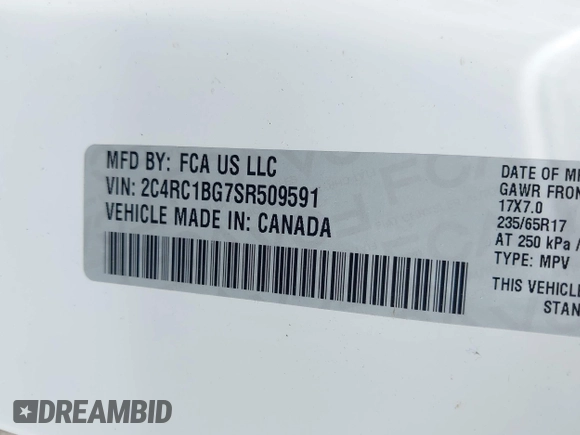 MFD BY: FCA US LLC
VIN: 2C4RC1BG7SR509591
VEHICLE MADE IN: CANADA
DATE OF
GAWR FRON
17X7.0
235/65R17
AT 250 kPa /
TYPE: MPV
THIS VEHICLE
STAN
DREAMBID